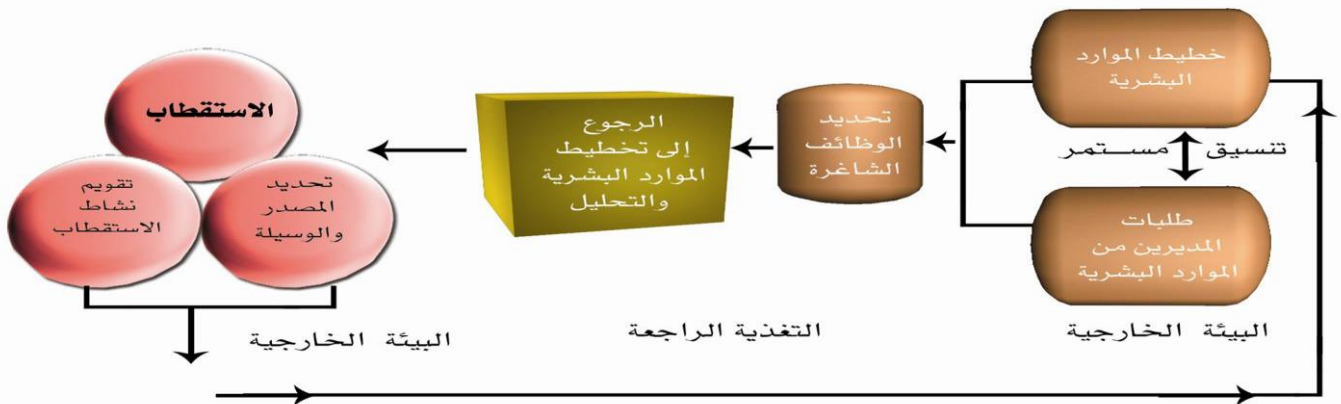 خطيط الموارد
البشرية
تنسيق مستمر
طلبات
المديرين من
الموارد البشرية
البيئة الخارجية
تحديد
الوظائف
الشاغرة
الرجوع
إلى تخطيط
الموارد البشرية
والتحليل
التغذية الراجعة
الاستقطاب
تحديد
المصدر
والوسيلة
تقويم
نشاط
الاستقطاب
البيئة الخارجية